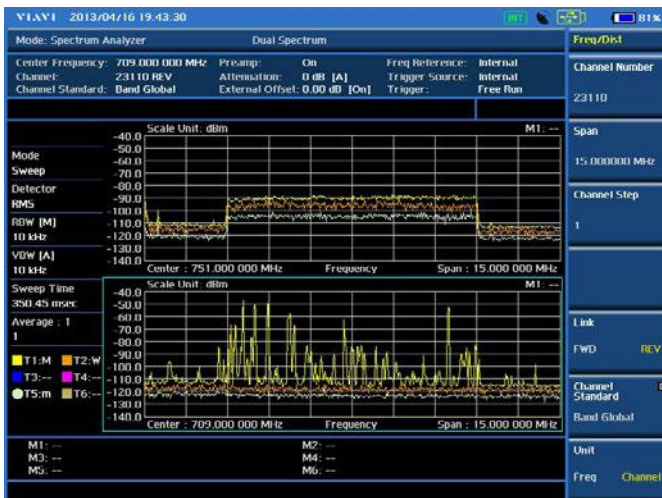 VIAVI 2013/04/16 19:43:30 INT 81%
Mode: Spectrum Analyzer Dual Spectrum Freq/Dist
Center Frequency: 709.000 000 MHz Preamp: On Freq Reference: Internal
Channel: 23110 REV Attenuation: 0 dB [A] Trigger Source: Internal
Channel Standard: Band Global External Offset: 0.00 dB [On] Trigger: Free Run
Channel Number
23110
Scale Unit: dBm M1: --
-40.0
-50.0
-60.0
-70.0
-80.0
-90.0
-100.0
-110.0
-120.0
-130.0
-140.0
Center : 751.000 000 MHz Frequency Span : 15.000 000 MHz
Mode
Sweep
Detector
RMS
RBW [M]
10 kHz
VBW [A]
10 kHz
Sweep Time
350.45 msec
Average : 1
1
T1:M T2:W
T3:-- T4:--
T5:m T6:--
Scale Unit: dBm M1: --
-40.0
-50.0
-60.0
-70.0
-80.0
-90.0
-100.0
-110.0
-120.0
-130.0
-140.0
Center : 709.000 000 MHz Frequency Span : 15.000 000 MHz
M1: -- M2: --
M3: -- M4: --
M5: -- M6: --
Span
15.000000 MHz
Channel Step
1
Link
FWD REV
Channel
Standard
Band Global
Unit
Freq Channel